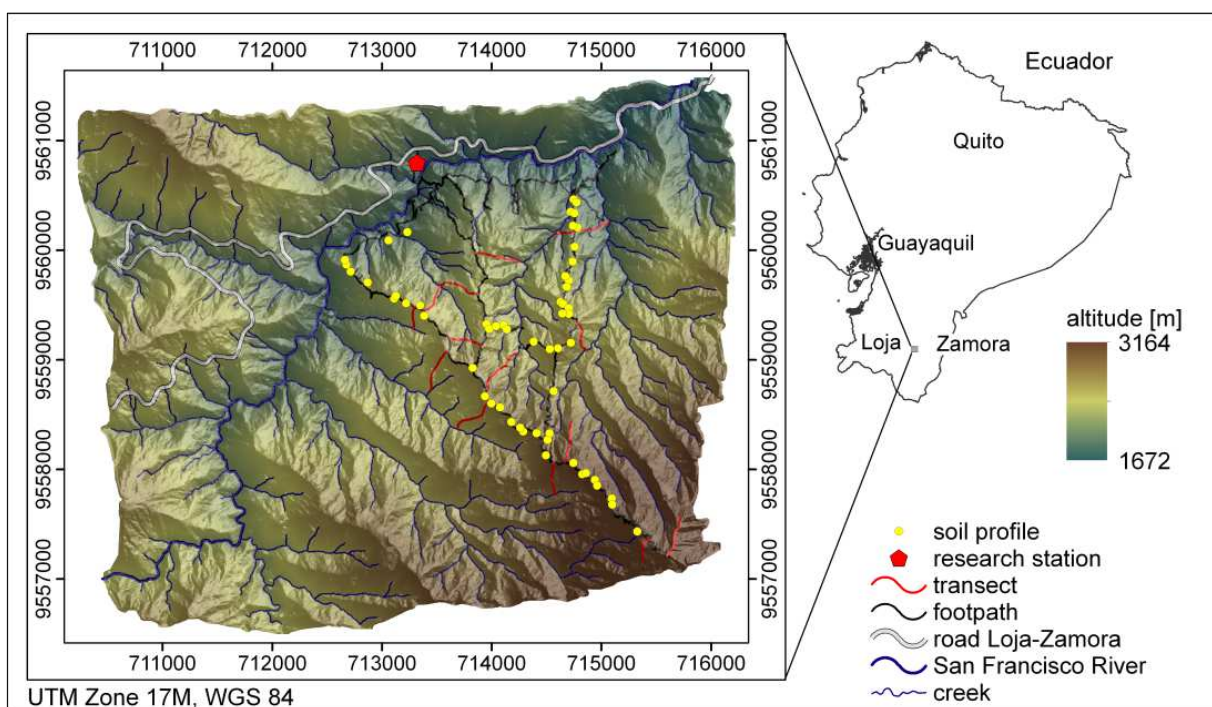 711000 712000 713000 714000 715000 716000
9561000
9560000
9559000
9558000
9557000
9561000
9560000
9559000
9558000
9557000
711000 712000 713000 714000 715000 716000
UTM Zone 17M, WGS 84
Ecuador
Quito
Guayaquil
Loja Zamora
altitude [m]
3164
1672
soil profile
research station
transect
footpath
road Loja-Zamora
San Francisco River
creek